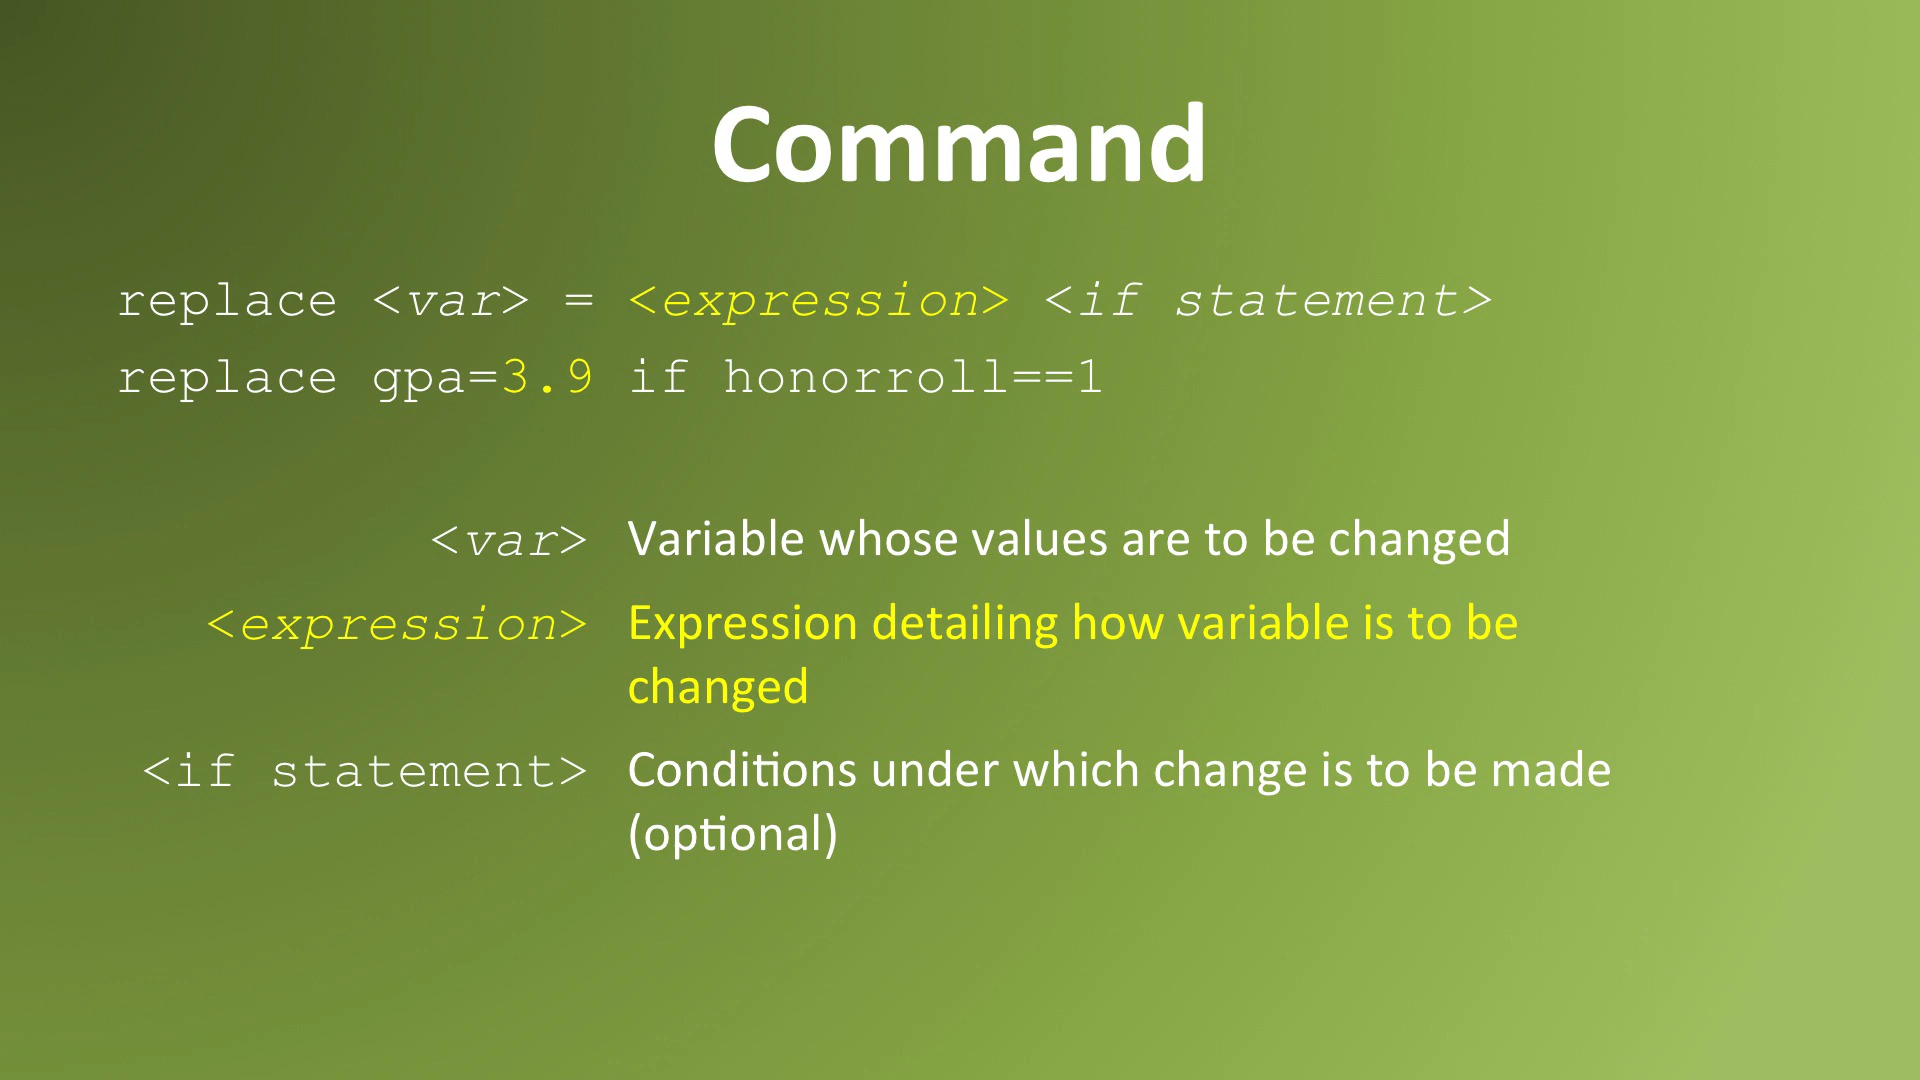 Command
replace <var> = <expression> <if statement>
replace gpa=3.9 if honorroll==1
<var> Variable whose values are to be changed
<expression> Expression detailing how variable is to be
changed
<if statement> Conditions under which change is to be made
(optional)